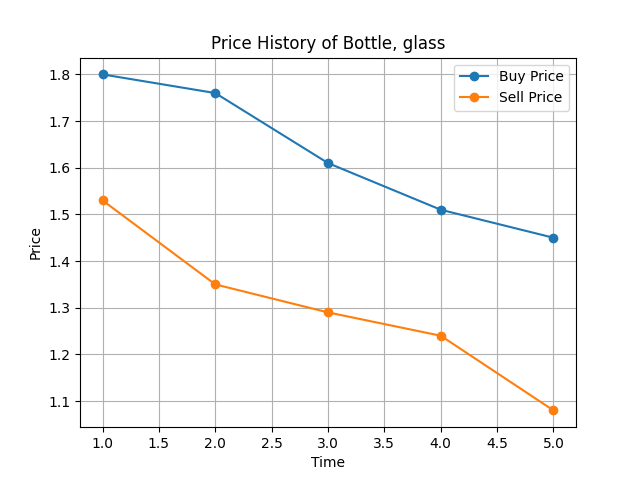 Price History of Bottle, glass
Buy Price
Sell Price
Price
1.8
1.7
1.6
1.5
1.4
1.3
1.2
1.1
1.0 1.5 2.0 2.5 3.0 3.5 4.0 4.5 5.0
Time